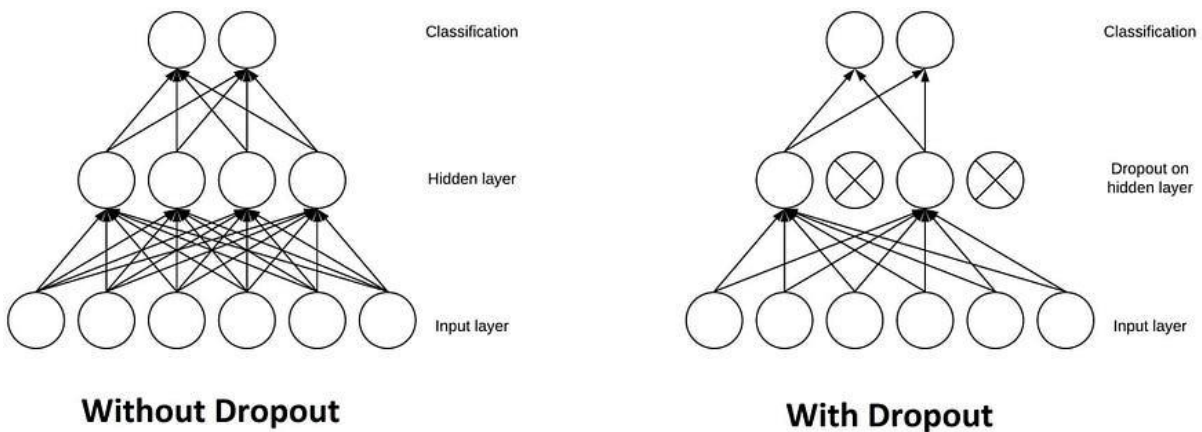 Classification
Hidden layer
Input layer
Without Dropout
Classification
Dropout on
hidden layer
Input layer
With Dropout